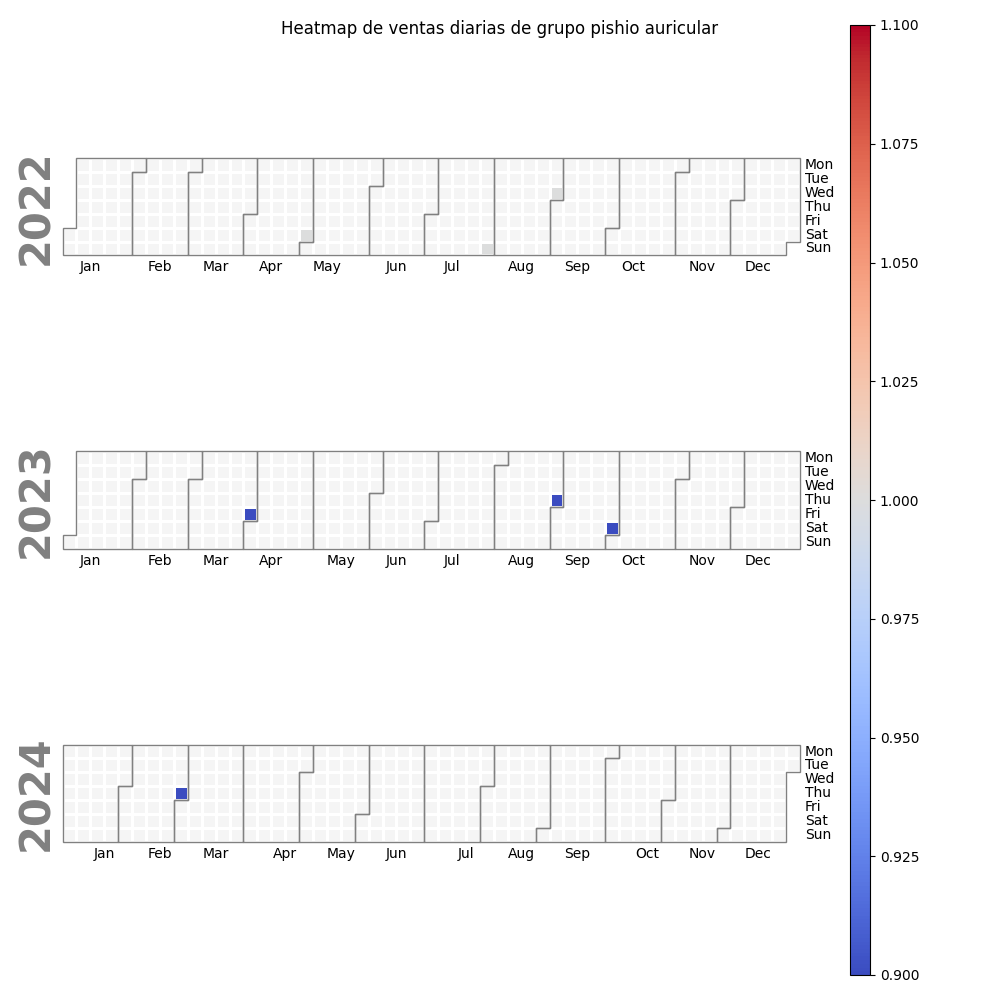 Heatmap de ventas diarias de grupo pishio auricular
2022
Mon
Tue
Wed
Thu
Fri
Sat
Sun
Jan Feb Mar Apr May Jun Jul Aug Sep Oct Nov Dec
2023
Mon
Tue
Wed
Thu
Fri
Sat
Sun
Jan Feb Mar Apr May Jun Jul Aug Sep Oct Nov Dec
2024
Mon
Tue
Wed
Thu
Fri
Sat
Sun
Jan Feb Mar Apr May Jun Jul Aug Sep Oct Nov Dec
1.100
1.075
1.050
1.025
1.000
0.975
0.950
0.925
0.900